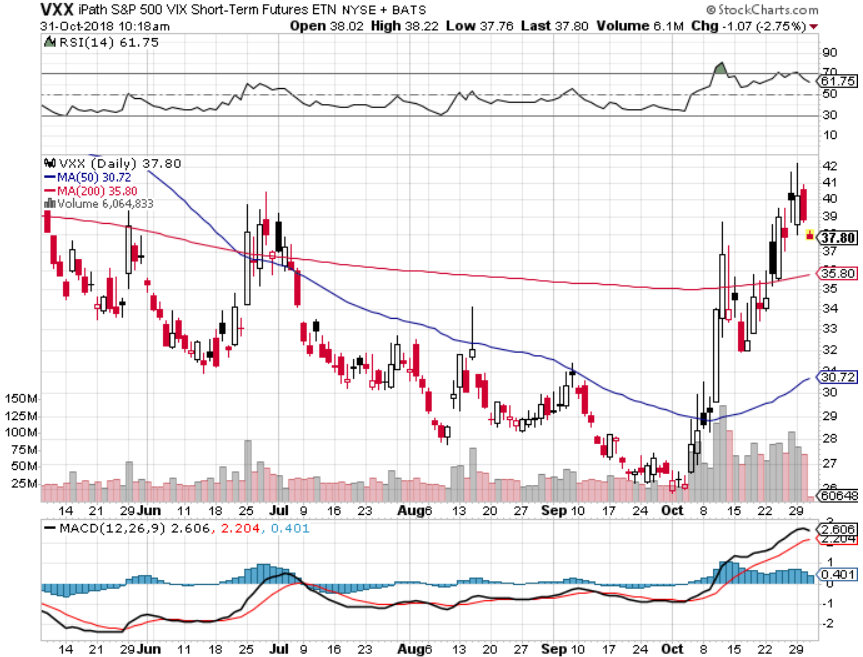 VXX iPath S&P 500 VIX Short-Term Futures ETN NYSE + BATS © StockCharts.com
31-Oct-2018 10:18am Open 38.02 High 38.22 Low 37.76 Last 37.80 Volume 6.1M Chg -1.07 (-2.75%)
RSI(14) 61.75
90
70
61.75
50
30
10
VXX (Daily) 37.80
MA(50) 30.72
MA(200) 35.80
Volume 6,064,833
42
41
40
39
37.80
37
35.80
35
34
33
32
30.72
30
29
28
27
26
150M
125M
100M
75M
50M
25M
60648
14 21 29 Jun 11 18 25 Jul 9 16 23 Aug 6 13 20 27 Sep 10 17 24 Oct 8 15 22 29
MACD(12,26,9) 2.606, 2.204, 0.401
2.606
2.204
1
0.401
0
-1
-2
14 21 29 Jun 11 18 25 Jul 9 16 23 Aug 6 13 20 27 Sep 10 17 24 Oct 8 15 22 29